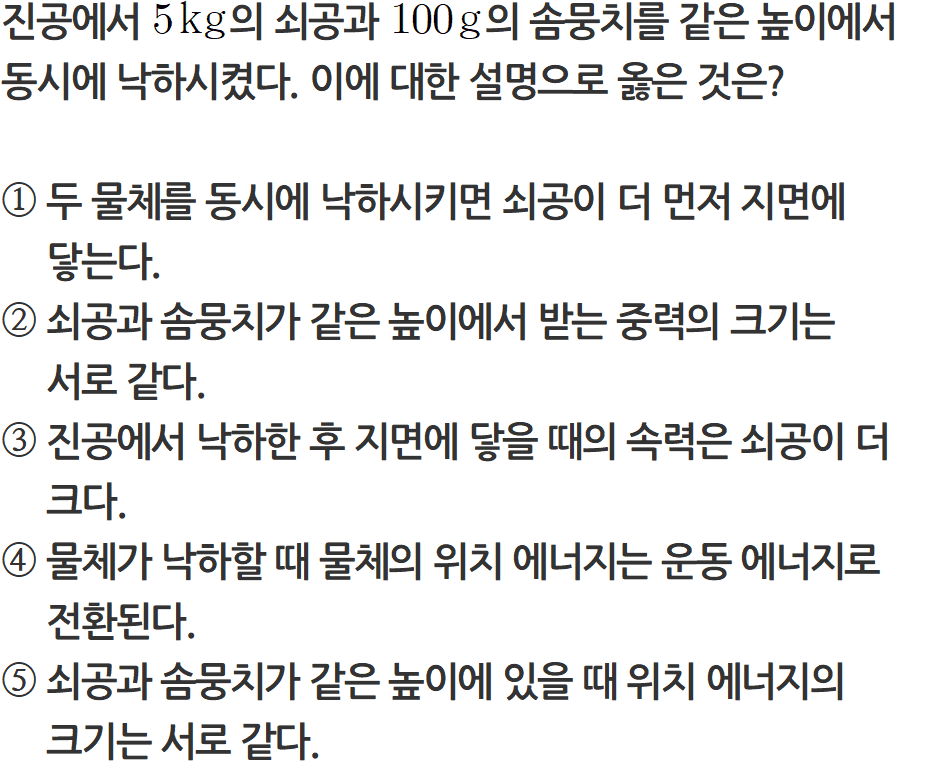 진공에서 5kg의 쇠공과 100g의 솜뭉치를 같은 높이에서
동시에 낙하시켰다. 이에 대한 설명으로 옳은 것은?
① 두 물체를 동시에 낙하시키면 쇠공이 더 먼저 지면에
닿는다.
② 쇠공과 솜뭉치가 같은 높이에서 받는 중력의 크기는
서로 같다.
③ 진공에서 낙하한 후 지면에 닿을 때의 속력은 쇠공이 더
크다.
④ 물체가 낙하할 때 물체의 위치 에너지는 운동 에너지로
전환된다.
⑤ 쇠공과 솜뭉치가 같은 높이에 있을 때 위치 에너지의
크기는 서로 같다.